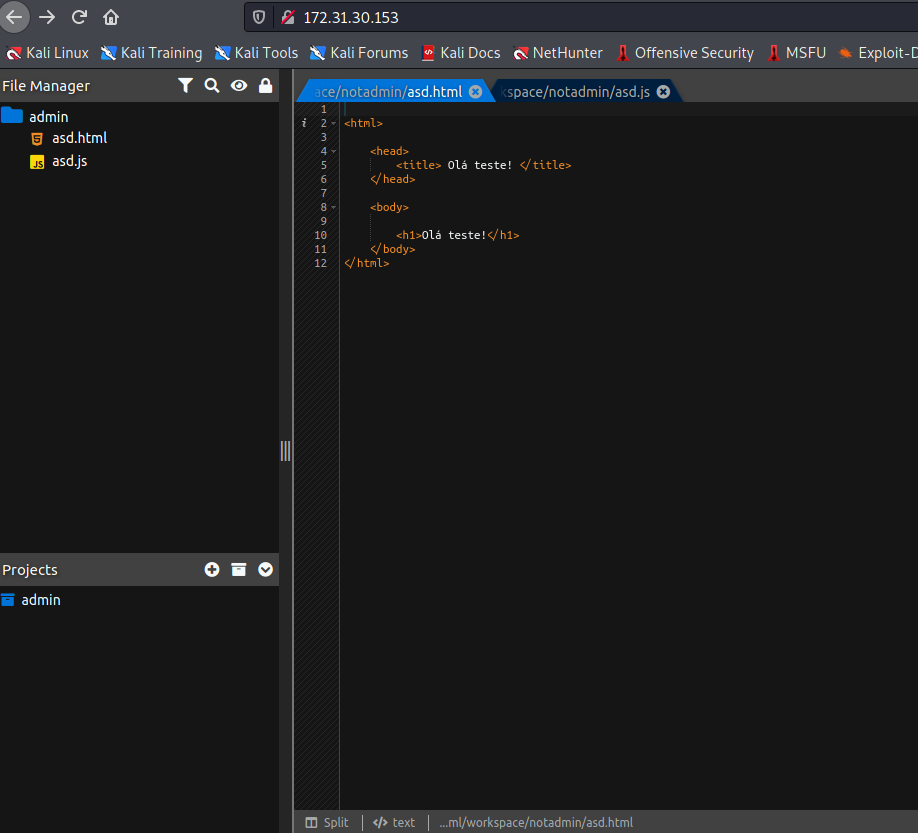 172.31.30.153
Kali Linux Kali Training Kali Tools Kali Forums Kali Docs NetHunter Offensive Security MSFU Exploit-D
File Manager
admin
asd.html
asd.js
Projects
admin
ace/notadmin/asd.html kspace/notadmin/asd.js
1
i 2 <html>
3
4 <head>
5 <title> Olá teste! </title>
6 </head>
7
8 <body>
9
10 <h1>Olá teste!</h1>
11 </body>
12 </html>
Split </> text ...ml/workspace/notadmin/asd.html